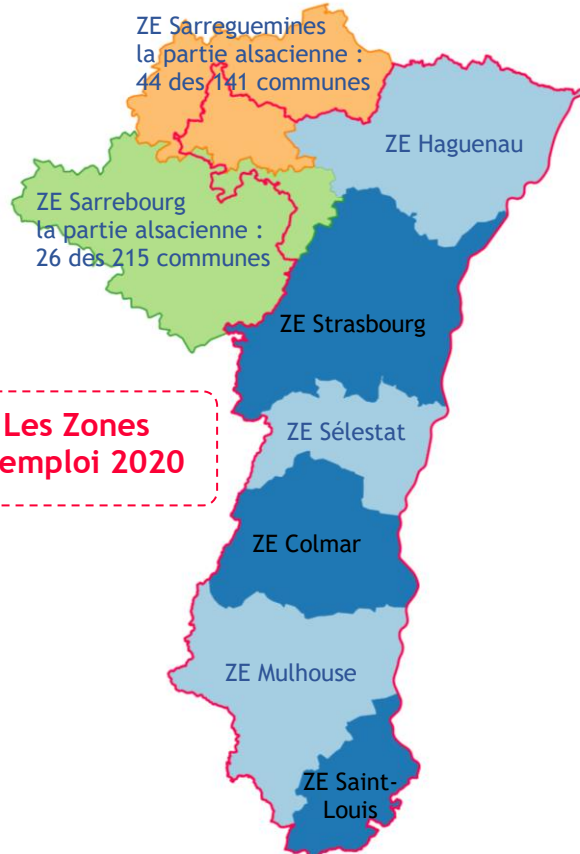 ZE Sarreguemines
la partie alsacienne :
44 des 141 communes
ZE Haguenau
ZE Sarrebourg
la partie alsacienne :
26 des 215 communes
ZE Strasbourg
Les Zones
emploi 2020
ZE Sélestat
ZE Colmar
ZE Mulhouse
ZE Saint-
Louis